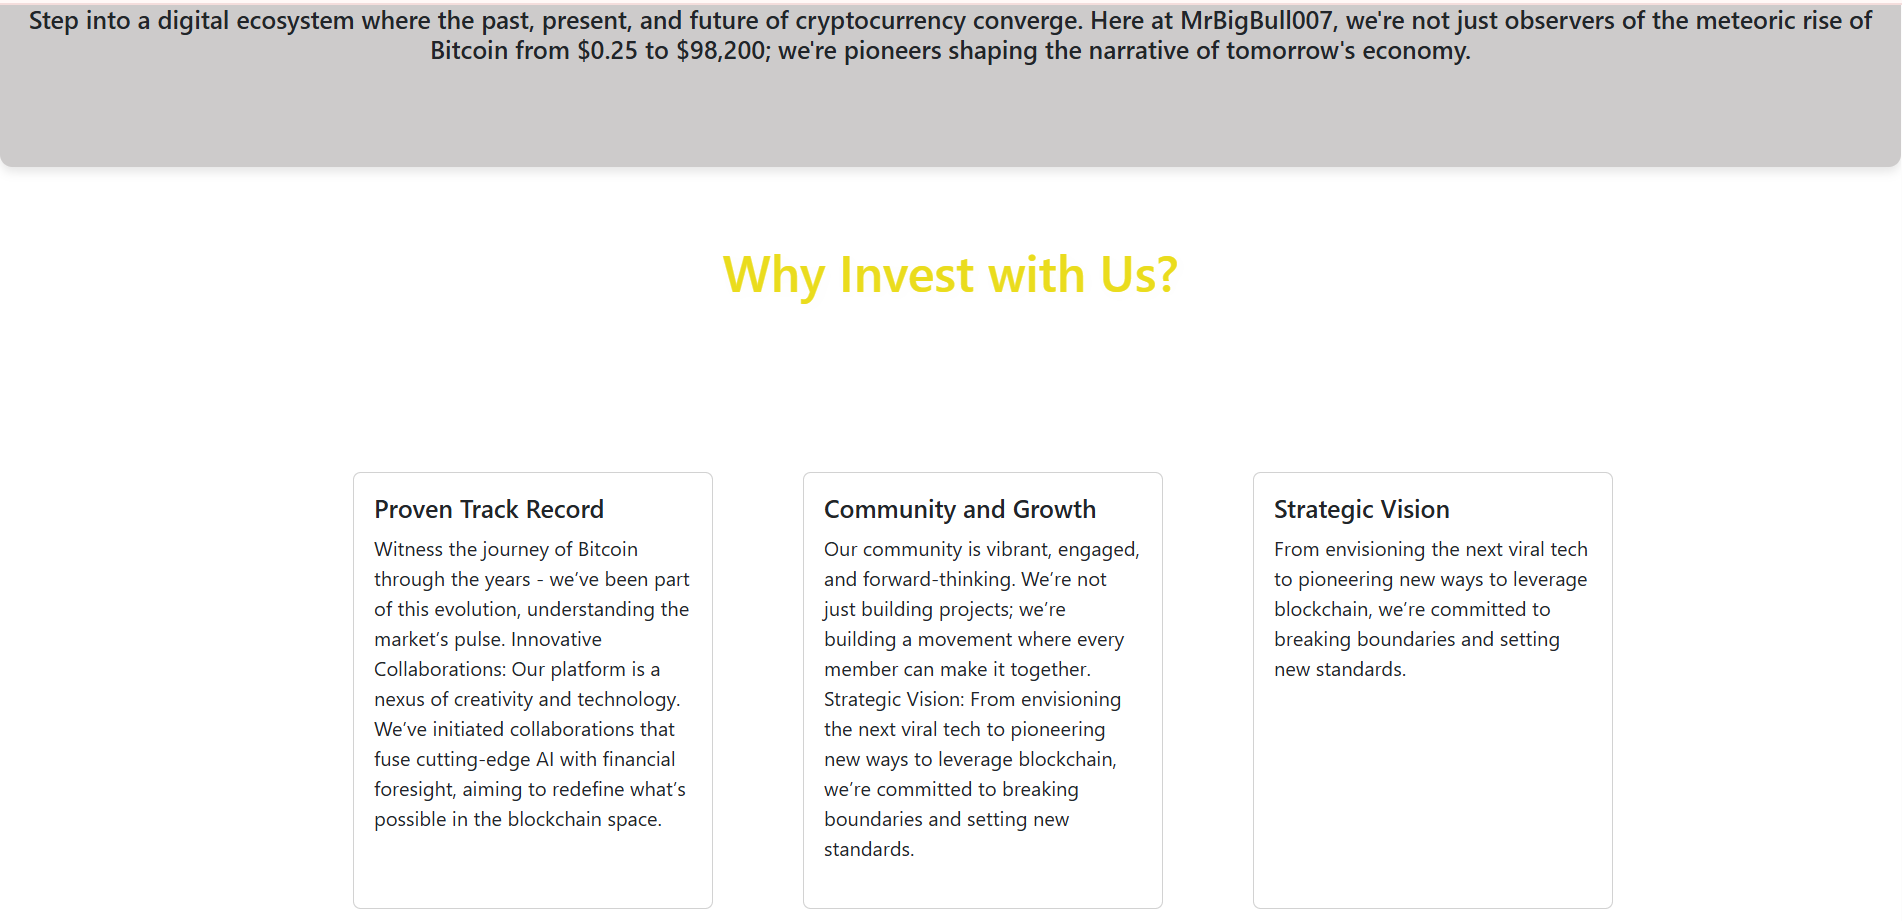 Step into a digital ecosystem where the past, present, and future of cryptocurrency converge. Here at MrBigBull007, we're not just observers of the meteoric rise of
Bitcoin from $0.25 to $98,200; we're pioneers shaping the narrative of tomorrow's economy.
Why Invest with Us?
Proven Track Record
Witness the journey of Bitcoin
through the years - we’ve been part
of this evolution, understanding the
market’s pulse. Innovative
Collaborations: Our platform is a
nexus of creativity and technology.
We’ve initiated collaborations that
fuse cutting-edge AI with financial
foresight, aiming to redefine what’s
possible in the blockchain space.
Community and Growth
Our community is vibrant, engaged,
and forward-thinking. We’re not
just building projects; we’re
building a movement where every
member can make it together.
Strategic Vision: From envisioning
the next viral tech to pioneering
new ways to leverage blockchain,
we’re committed to breaking
boundaries and setting new
standards.
Strategic Vision
From envisioning the next viral tech
to pioneering new ways to leverage
blockchain, we’re committed to
breaking boundaries and setting
new standards.